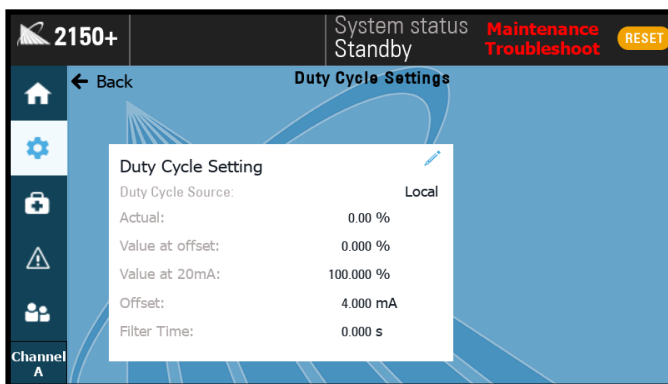 2150+
System status
Standby
Maintenance
Troubleshoot
RESET
← Back
Duty Cycle Settings
Duty Cycle Setting
Duty Cycle Source: Local
Actual: 0.00 %
Value at offset: 0.000 %
Value at 20mA: 100.000 %
Offset: 4.000 mA
Filter Time: 0.000 s
Channel
A